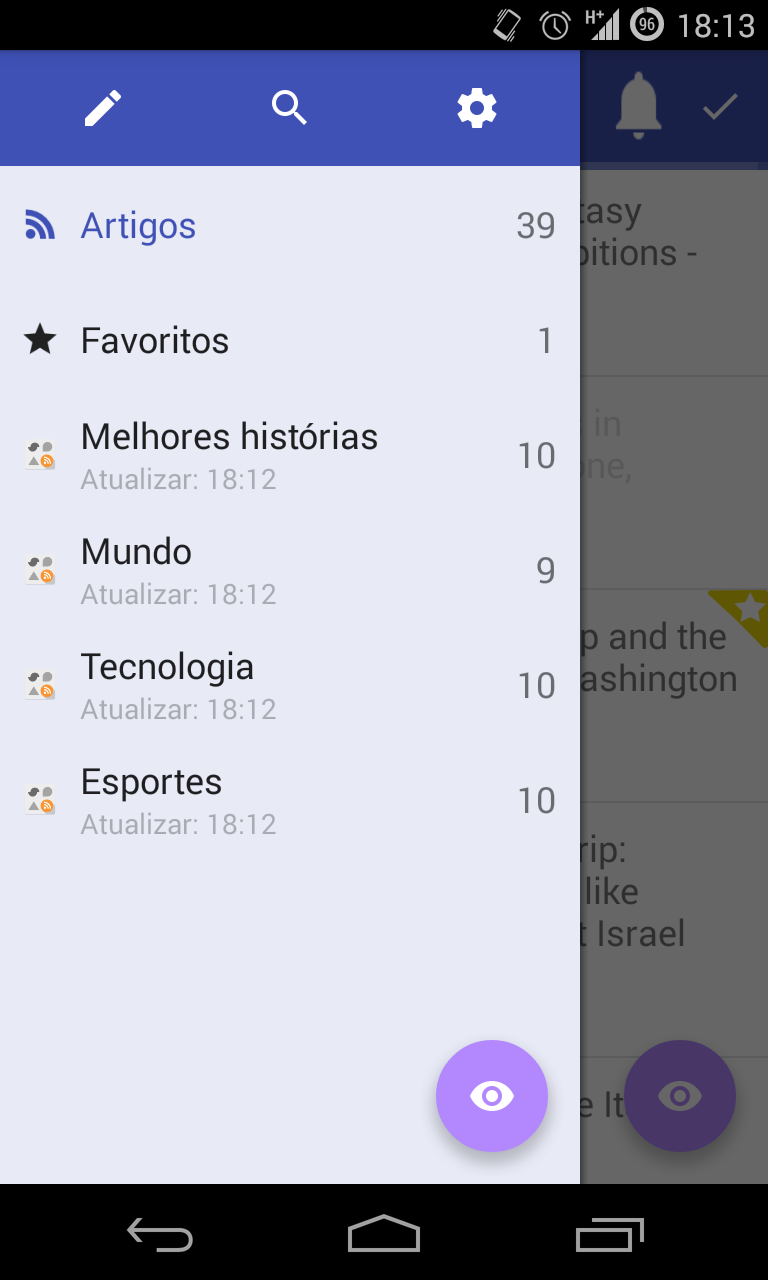 H+ 96 18:13
Artigos 39
Favoritos 1
Melhores histórias 10
Atualizar: 18:12
Mundo 9
Atualizar: 18:12
Tecnologia 10
Atualizar: 18:12
Esportes 10
Atualizar: 18:12
tasy
bitions -
in
one,
p and the
ashington
rip:
like
t Israel
e It